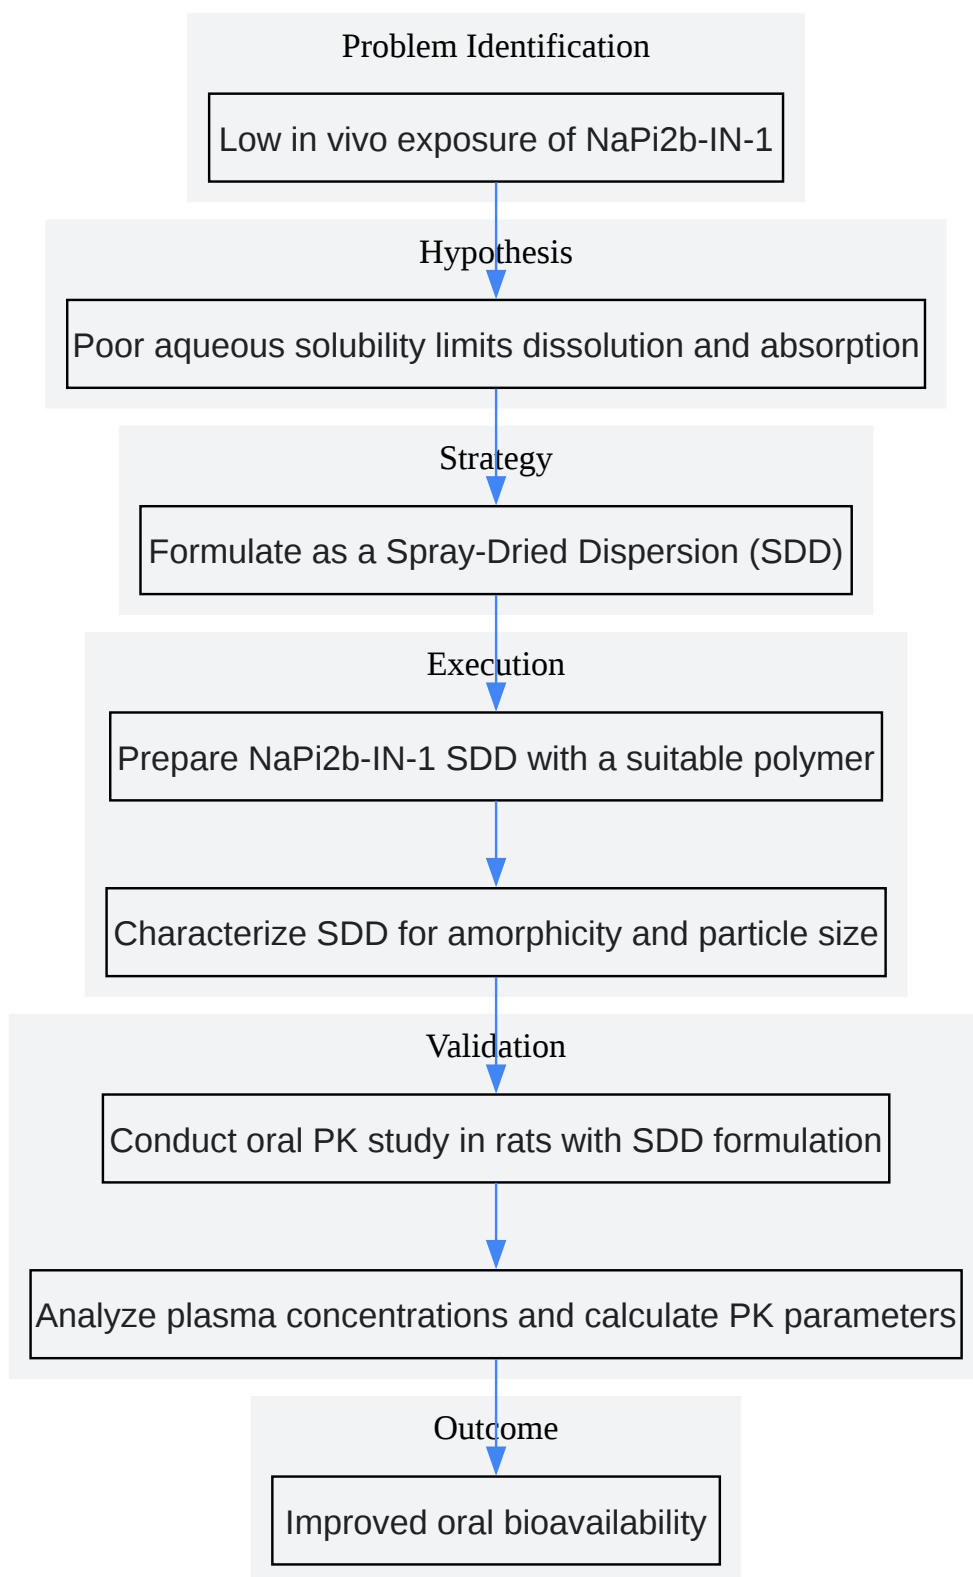 Problem Identification
Low in vivo exposure of NaPi2b-IN-1
Hypothesis
Poor aqueous solubility limits dissolution and absorption
Strategy
Formulate as a Spray-Dried Dispersion (SDD)
Execution
Prepare NaPi2b-IN-1 SDD with a suitable polymer
Characterize SDD for amorphicity and particle size
Validation
Conduct oral PK study in rats with SDD formulation
Analyze plasma concentrations and calculate PK parameters
Outcome
Improved oral bioavailability